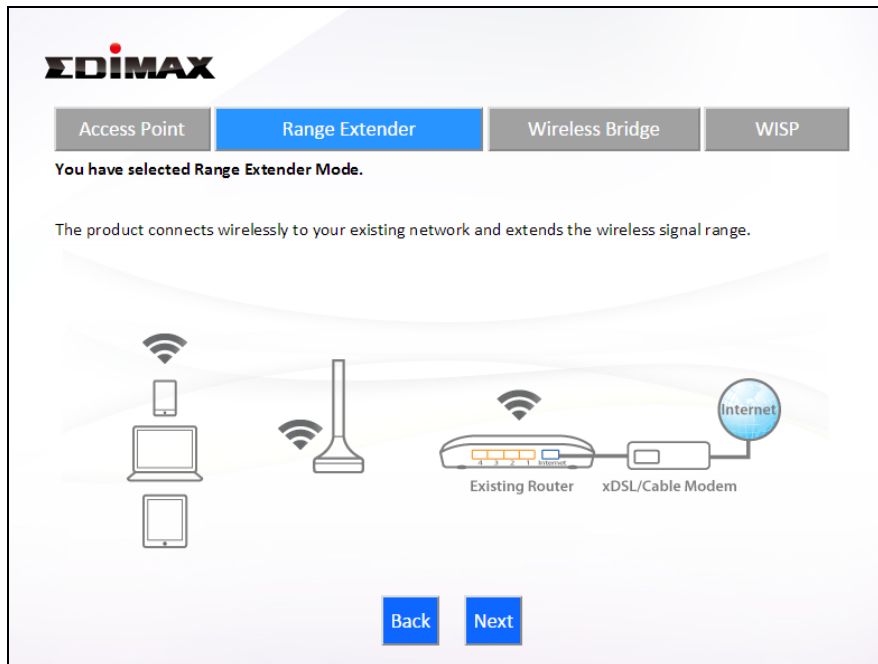 EDIMAX
Access Point Range Extender Wireless Bridge WISP
You have selected Range Extender Mode.
The product connects wirelessly to your existing network and extends the wireless signal range.
Internet
4 3 2 1 Internet
Existing Router xDSL/Cable Modem
Back Next